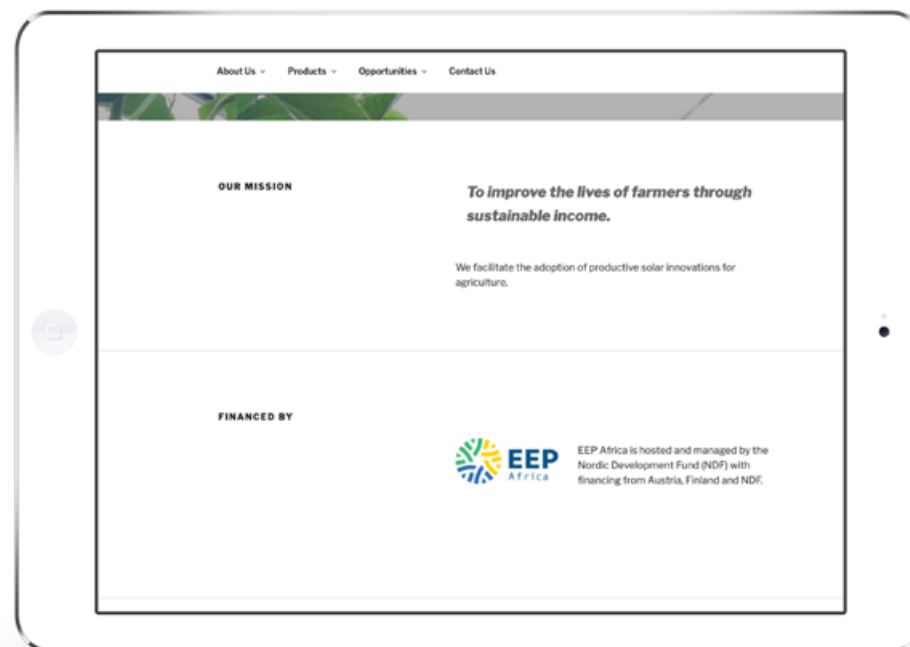 About Us Products Opportunities Contact Us
OUR MISSION
To improve the lives of farmers through
sustainable income.
We facilitate the adoption of productive solar innovations for
agriculture.
FINANCED BY
EEP
Africa
EEP Africa is hosted and managed by the
Nordic Development Fund (NDF) with
financing from Austria, Finland and NDF.